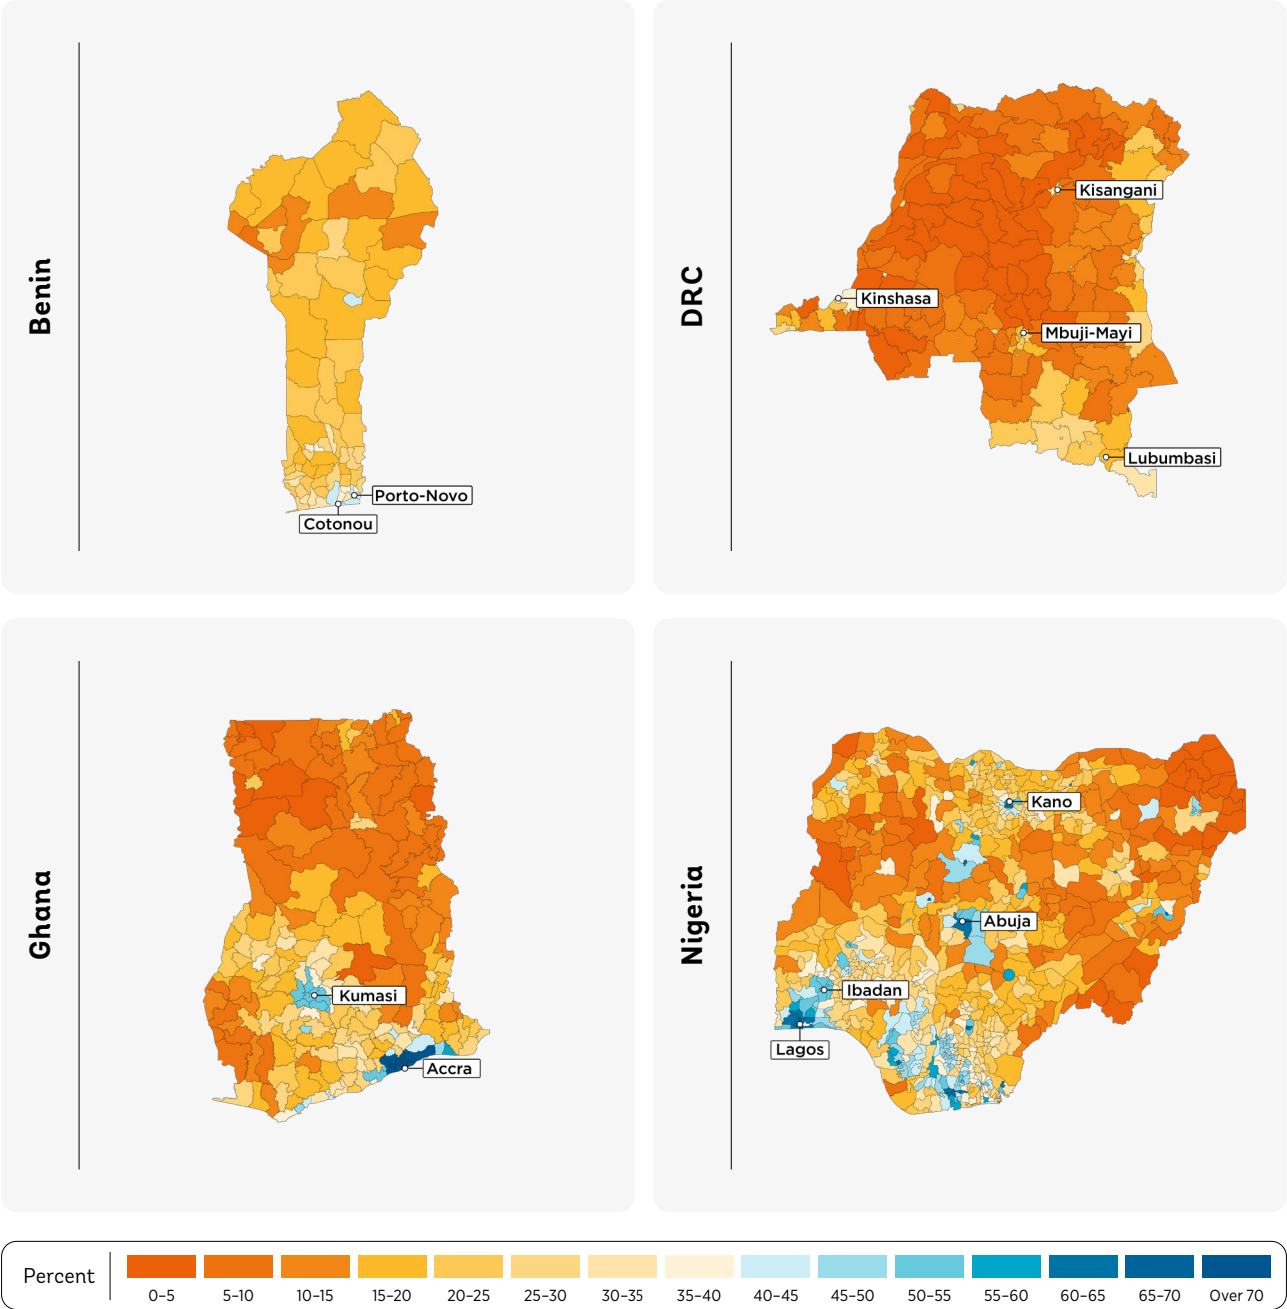 Benin
Porto-Novo
Cotonou
DRC
Kisangani
Kinshasa
Mbuji-Mayi
Lubumbasi
Ghana
Kumasi
Accra
Nigeria
Kano
Abuja
Ibadan
Lagos
Percent
0–5 5–10 10–15 15–20 20–25 25–30 30–35 35–40 40–45 45–50 50–55 55–60 60–65 65–70 Over 70